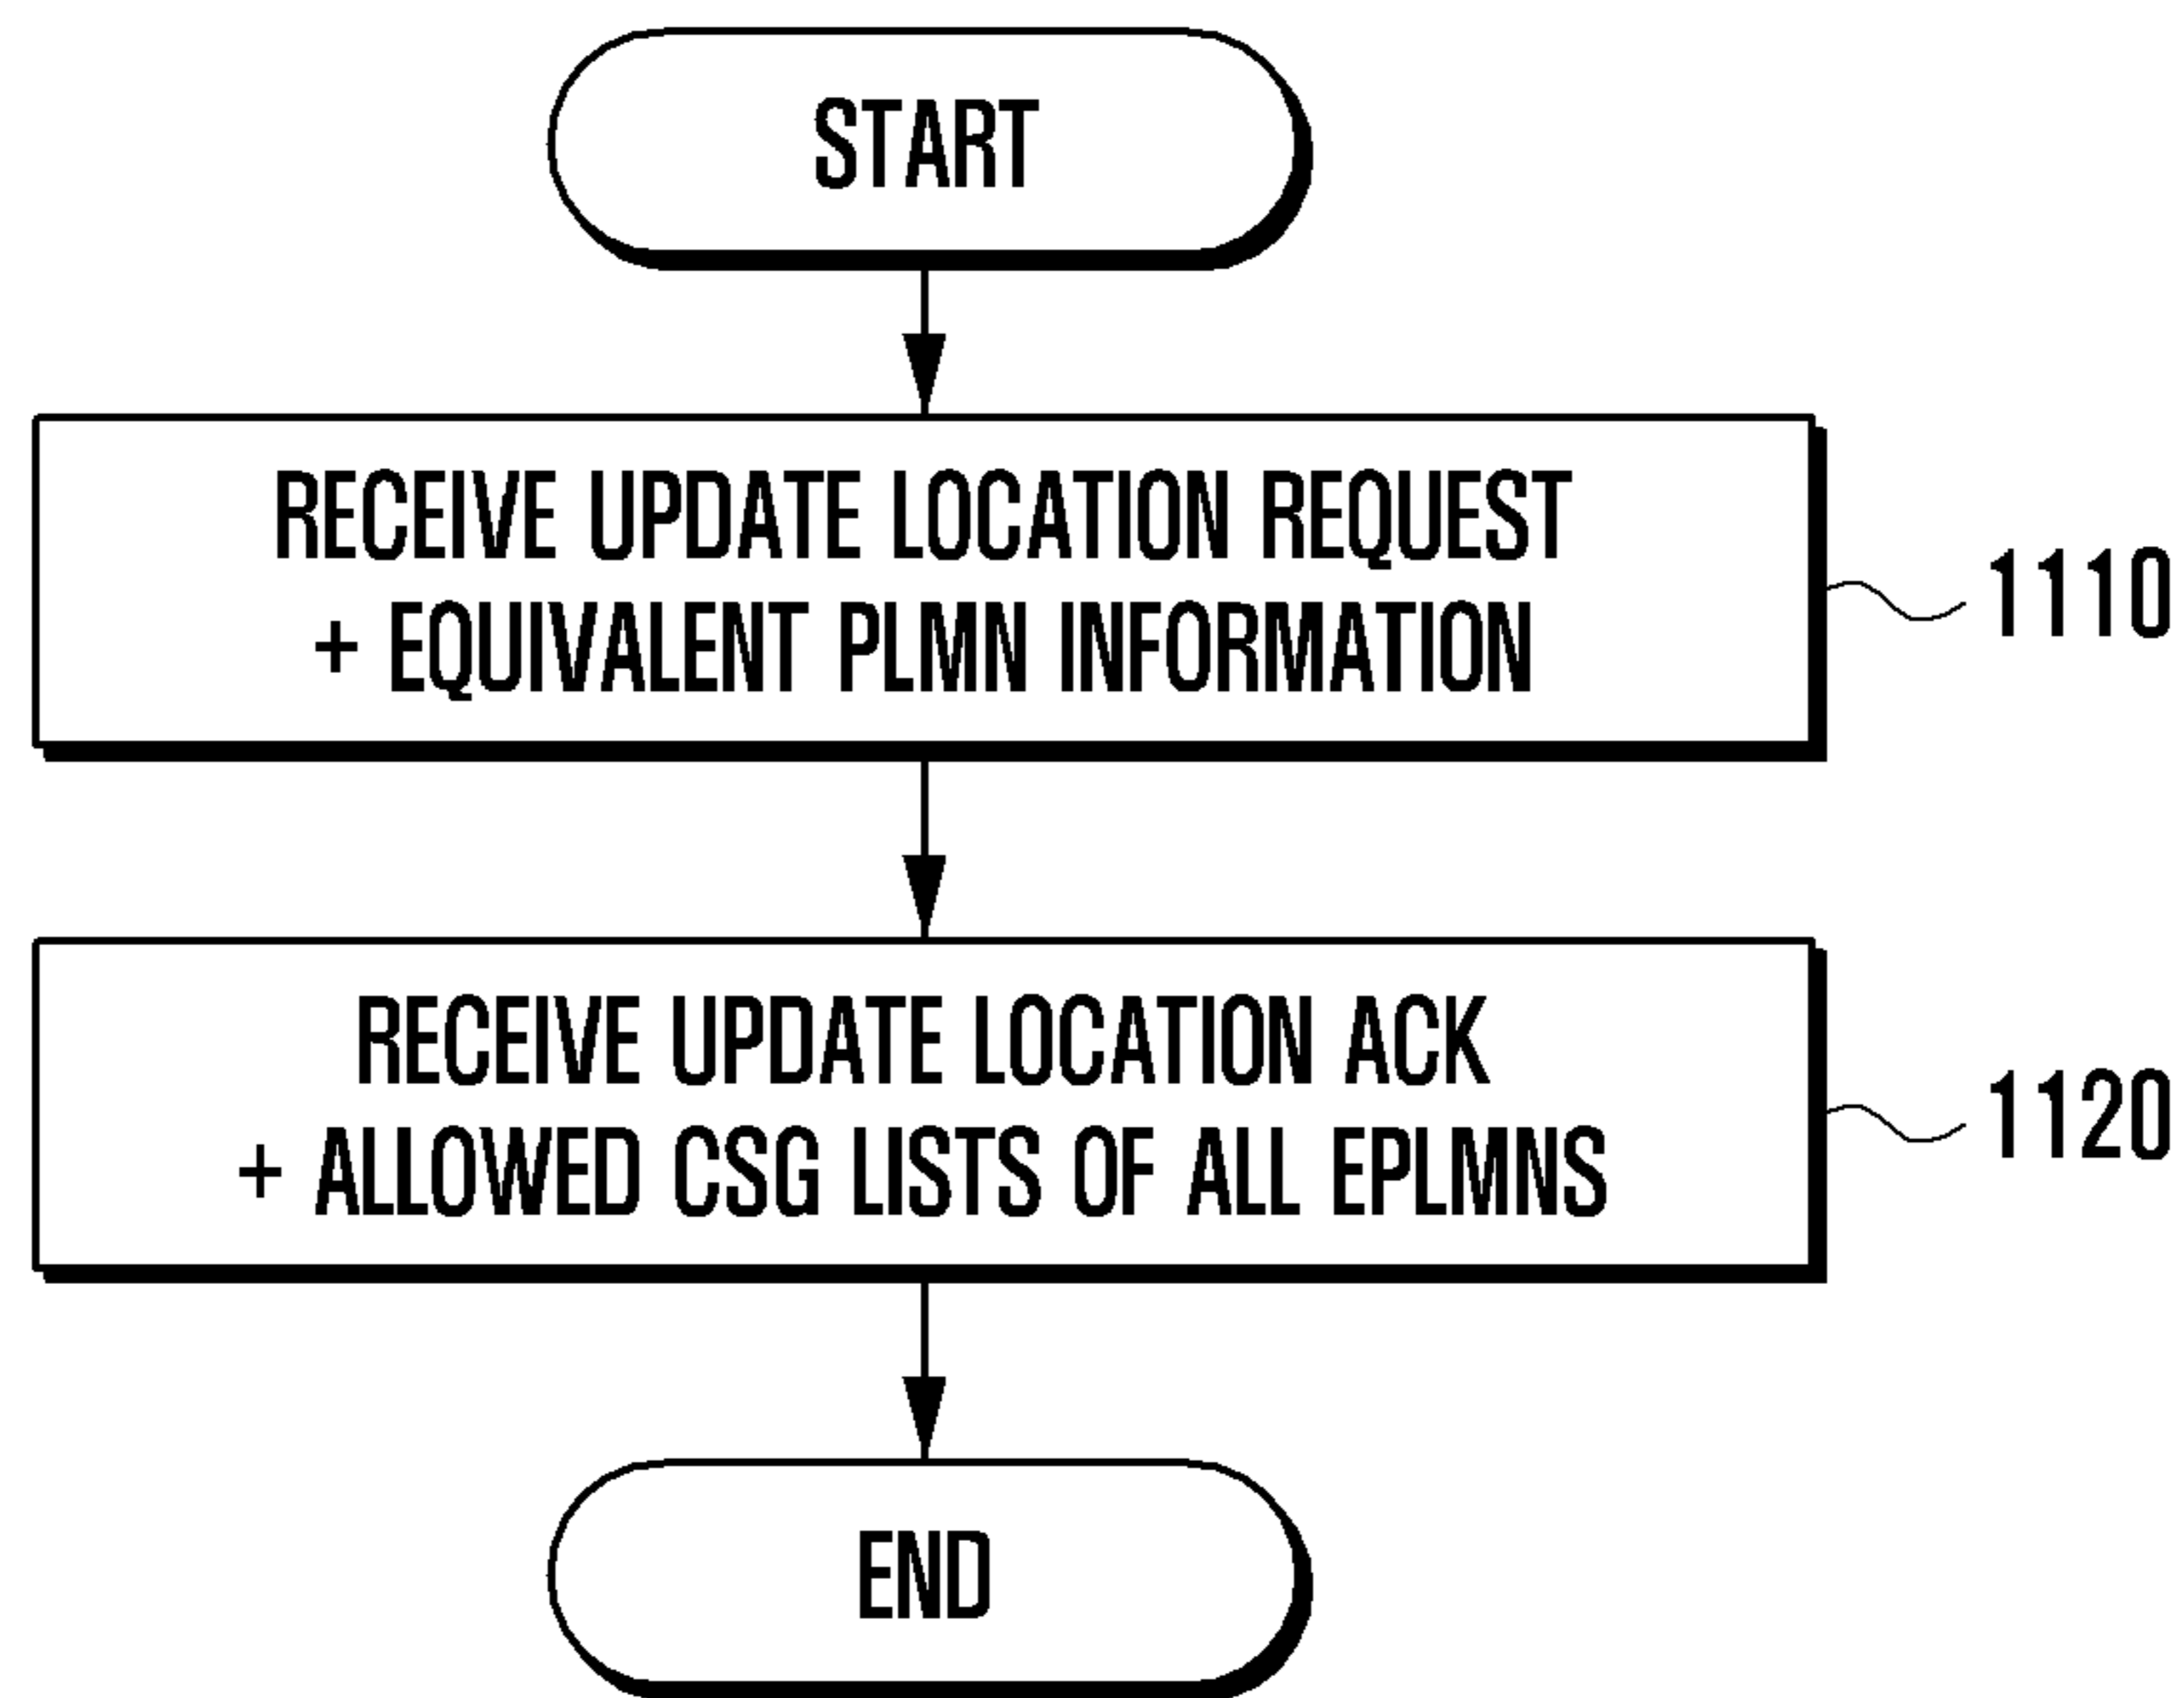 START
RECEIVE UPDATE LOCATION REQUEST
+ EQUIVALENT PLMN INFORMATION
1110
RECEIVE UPDATE LOCATION ACK
+ ALLOWED CSG LISTS OF ALL EPLMNS
1120
END